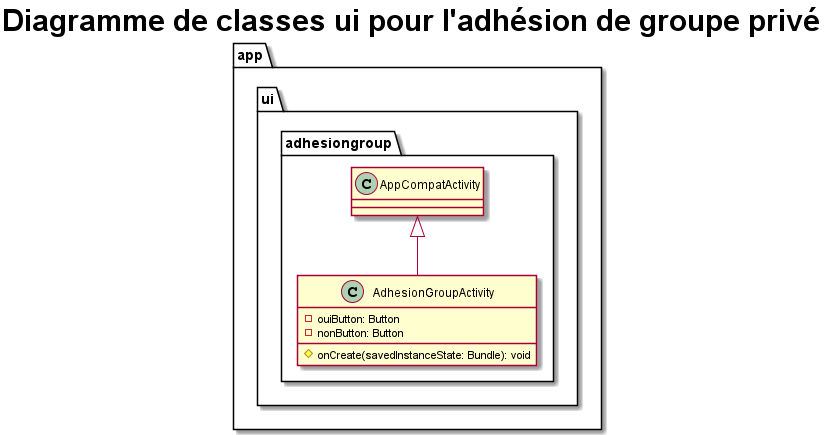 Diagramme de classes ui pour l'adhésion de groupe privé
app
ui
adhesiongroup
C AppCompatActivity
C AdhesionGroupActivity
ouiButton: Button
nonButton: Button
onCreate(savedInstanceState: Bundle): void